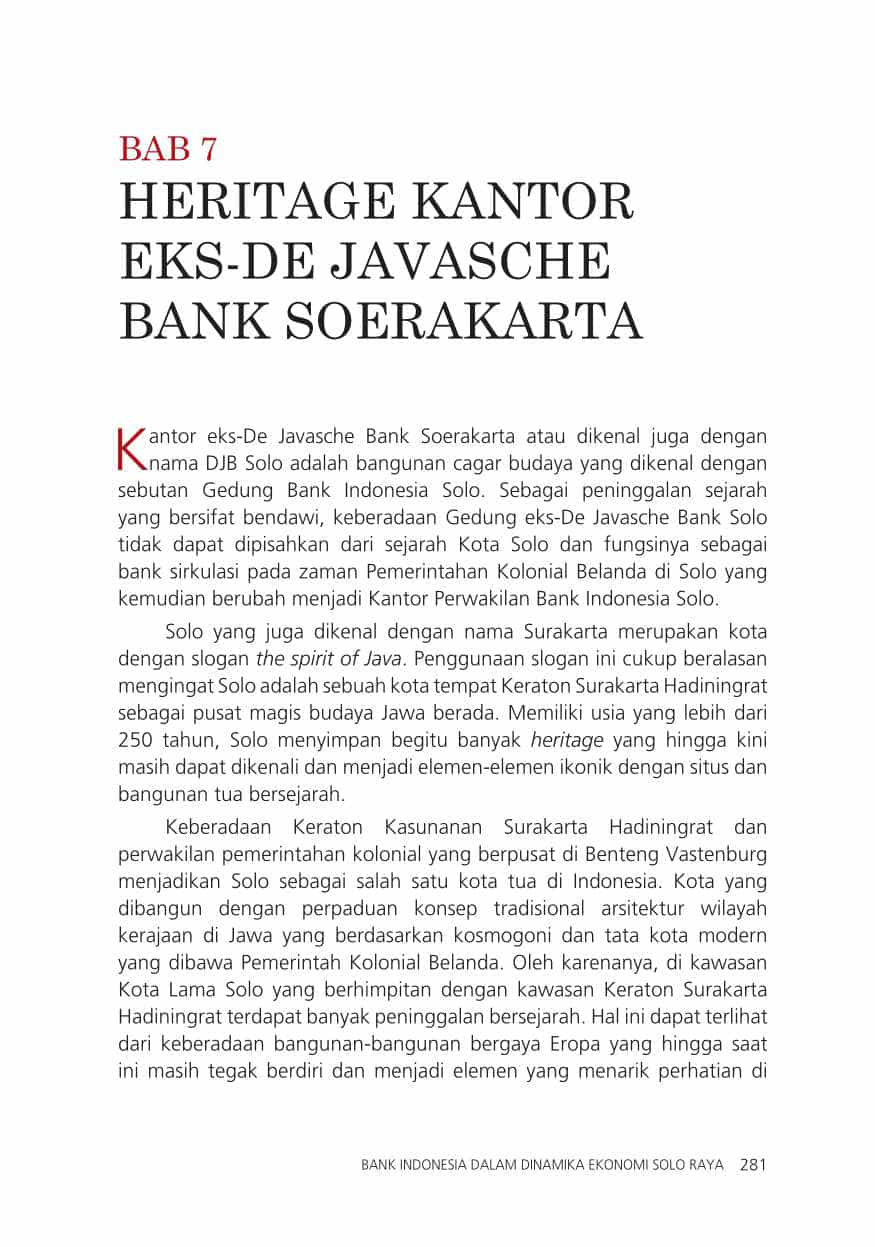 BAB 7
HERITAGE KANTOR
EKS-DE JAVASCHE
BANK SOERAKARTA
Kantor eks-De Javasche Bank Soerakarta atau dikenal juga dengan
nama DJB Solo adalah bangunan cagar budaya yang dikenal dengan
sebutan Gedung Bank Indonesia Solo. Sebagai peninggalan sejarah
yang bersifat bendawi, keberadaan Gedung eks-De Javasche Bank Solo
tidak dapat dipisahkan dari sejarah Kota Solo dan fungsinya sebagai
bank sirkulasi pada zaman Pemerintahan Kolonial Belanda di Solo yang
kemudian berubah menjadi Kantor Perwakilan Bank Indonesia Solo.
Solo yang juga dikenal dengan nama Surakarta merupakan kota
dengan slogan the spirit of Java. Penggunaan slogan ini cukup beralasan
mengingat Solo adalah sebuah kota tempat Keraton Surakarta Hadiningrat
sebagai pusat magis budaya Jawa berada. Memiliki usia yang lebih dari
250 tahun, Solo menyimpan begitu banyak heritage yang hingga kini
masih dapat dikenali dan menjadi elemen-elemen ikonik dengan situs dan
bangunan tua bersejarah.
Keberadaan Keraton Kasunanan Surakarta Hadiningrat dan
perwakilan pemerintahan kolonial yang berpusat di Benteng Vastenburg
menjadikan Solo sebagai salah satu kota tua di Indonesia. Kota yang
dibangun dengan perpaduan konsep tradisional arsitektur wilayah
kerajaan di Jawa yang berdasarkan kosmogoni dan tata kota modern
yang dibawa Pemerintah Kolonial Belanda. Oleh karenanya, di kawasan
Kota Lama Solo yang berhimpitan dengan kawasan Keraton Surakarta
Hadiningrat terdapat banyak peninggalan bersejarah. Hal ini dapat terlihat
dari keberadaan bangunan-bangunan bergaya Eropa yang hingga saat
ini masih tegak berdiri dan menjadi elemen yang menarik perhatian di
BANK INDONESIA DALAM DINAMIKA EKONOMI SOLO RAYA 281